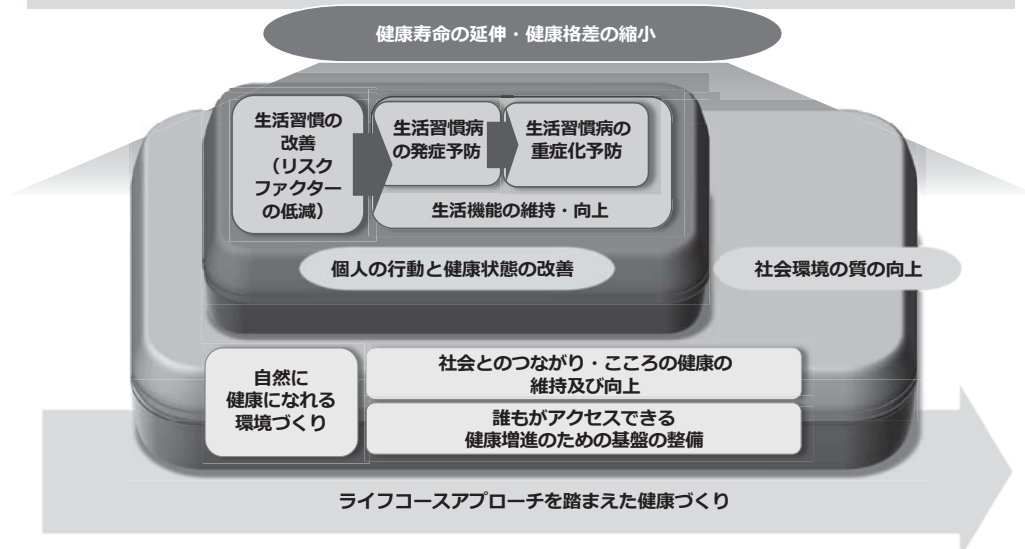 健康寿命の延伸・健康格差の縮小
生活習慣の
改善
（リスク
ファクター
の低減）
生活習慣病
の発症予防
生活習慣病の
重症化予防
生活機能の維持・向上
個人の行動と健康状態の改善
社会環境の質の向上
自然に
健康になれる
環境づくり
社会とのつながり・こころの健康の
維持及び向上
誰もがアクセスできる
健康増進のための基盤の整備
ライフコースアプローチを踏まえた健康づくり